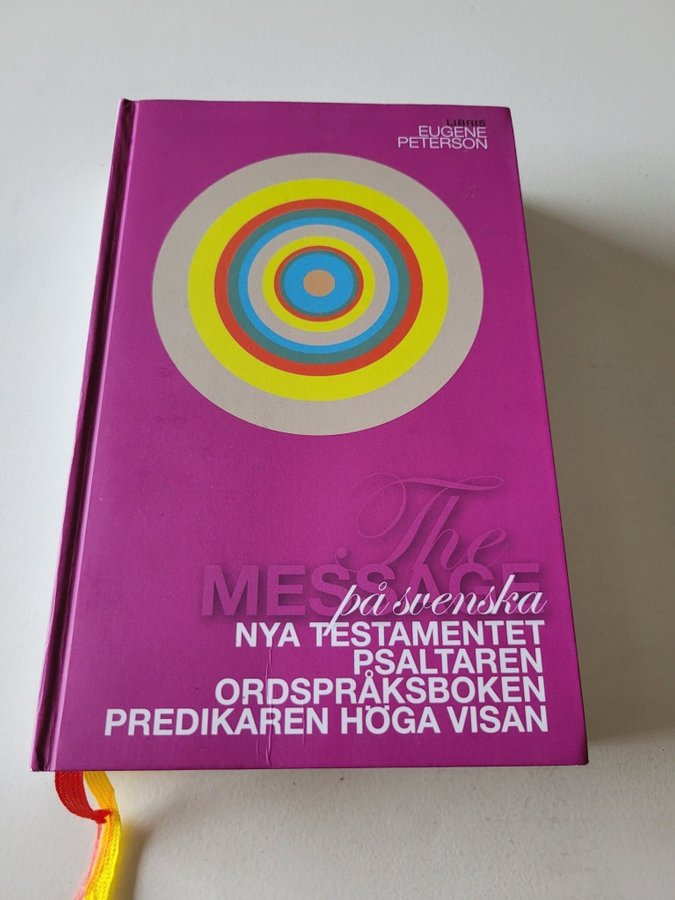 LIBRIS
EUGENE
PETERSON
The
MESSAGE
på svenska
NYA TESTAMENTET
PSALTAREN
ORDSPRÅKSBOKEN
PREDIKAREN HÖGA VISAN